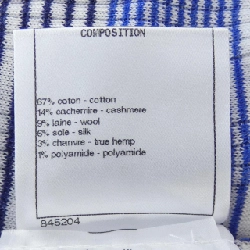 COMPOSITION
67% coton - cotton
14% cachemire - cashmere
9% laine - wool
6% soie - silk
3% chanvre - true hemp
1% polyamide - polyamide
B45204